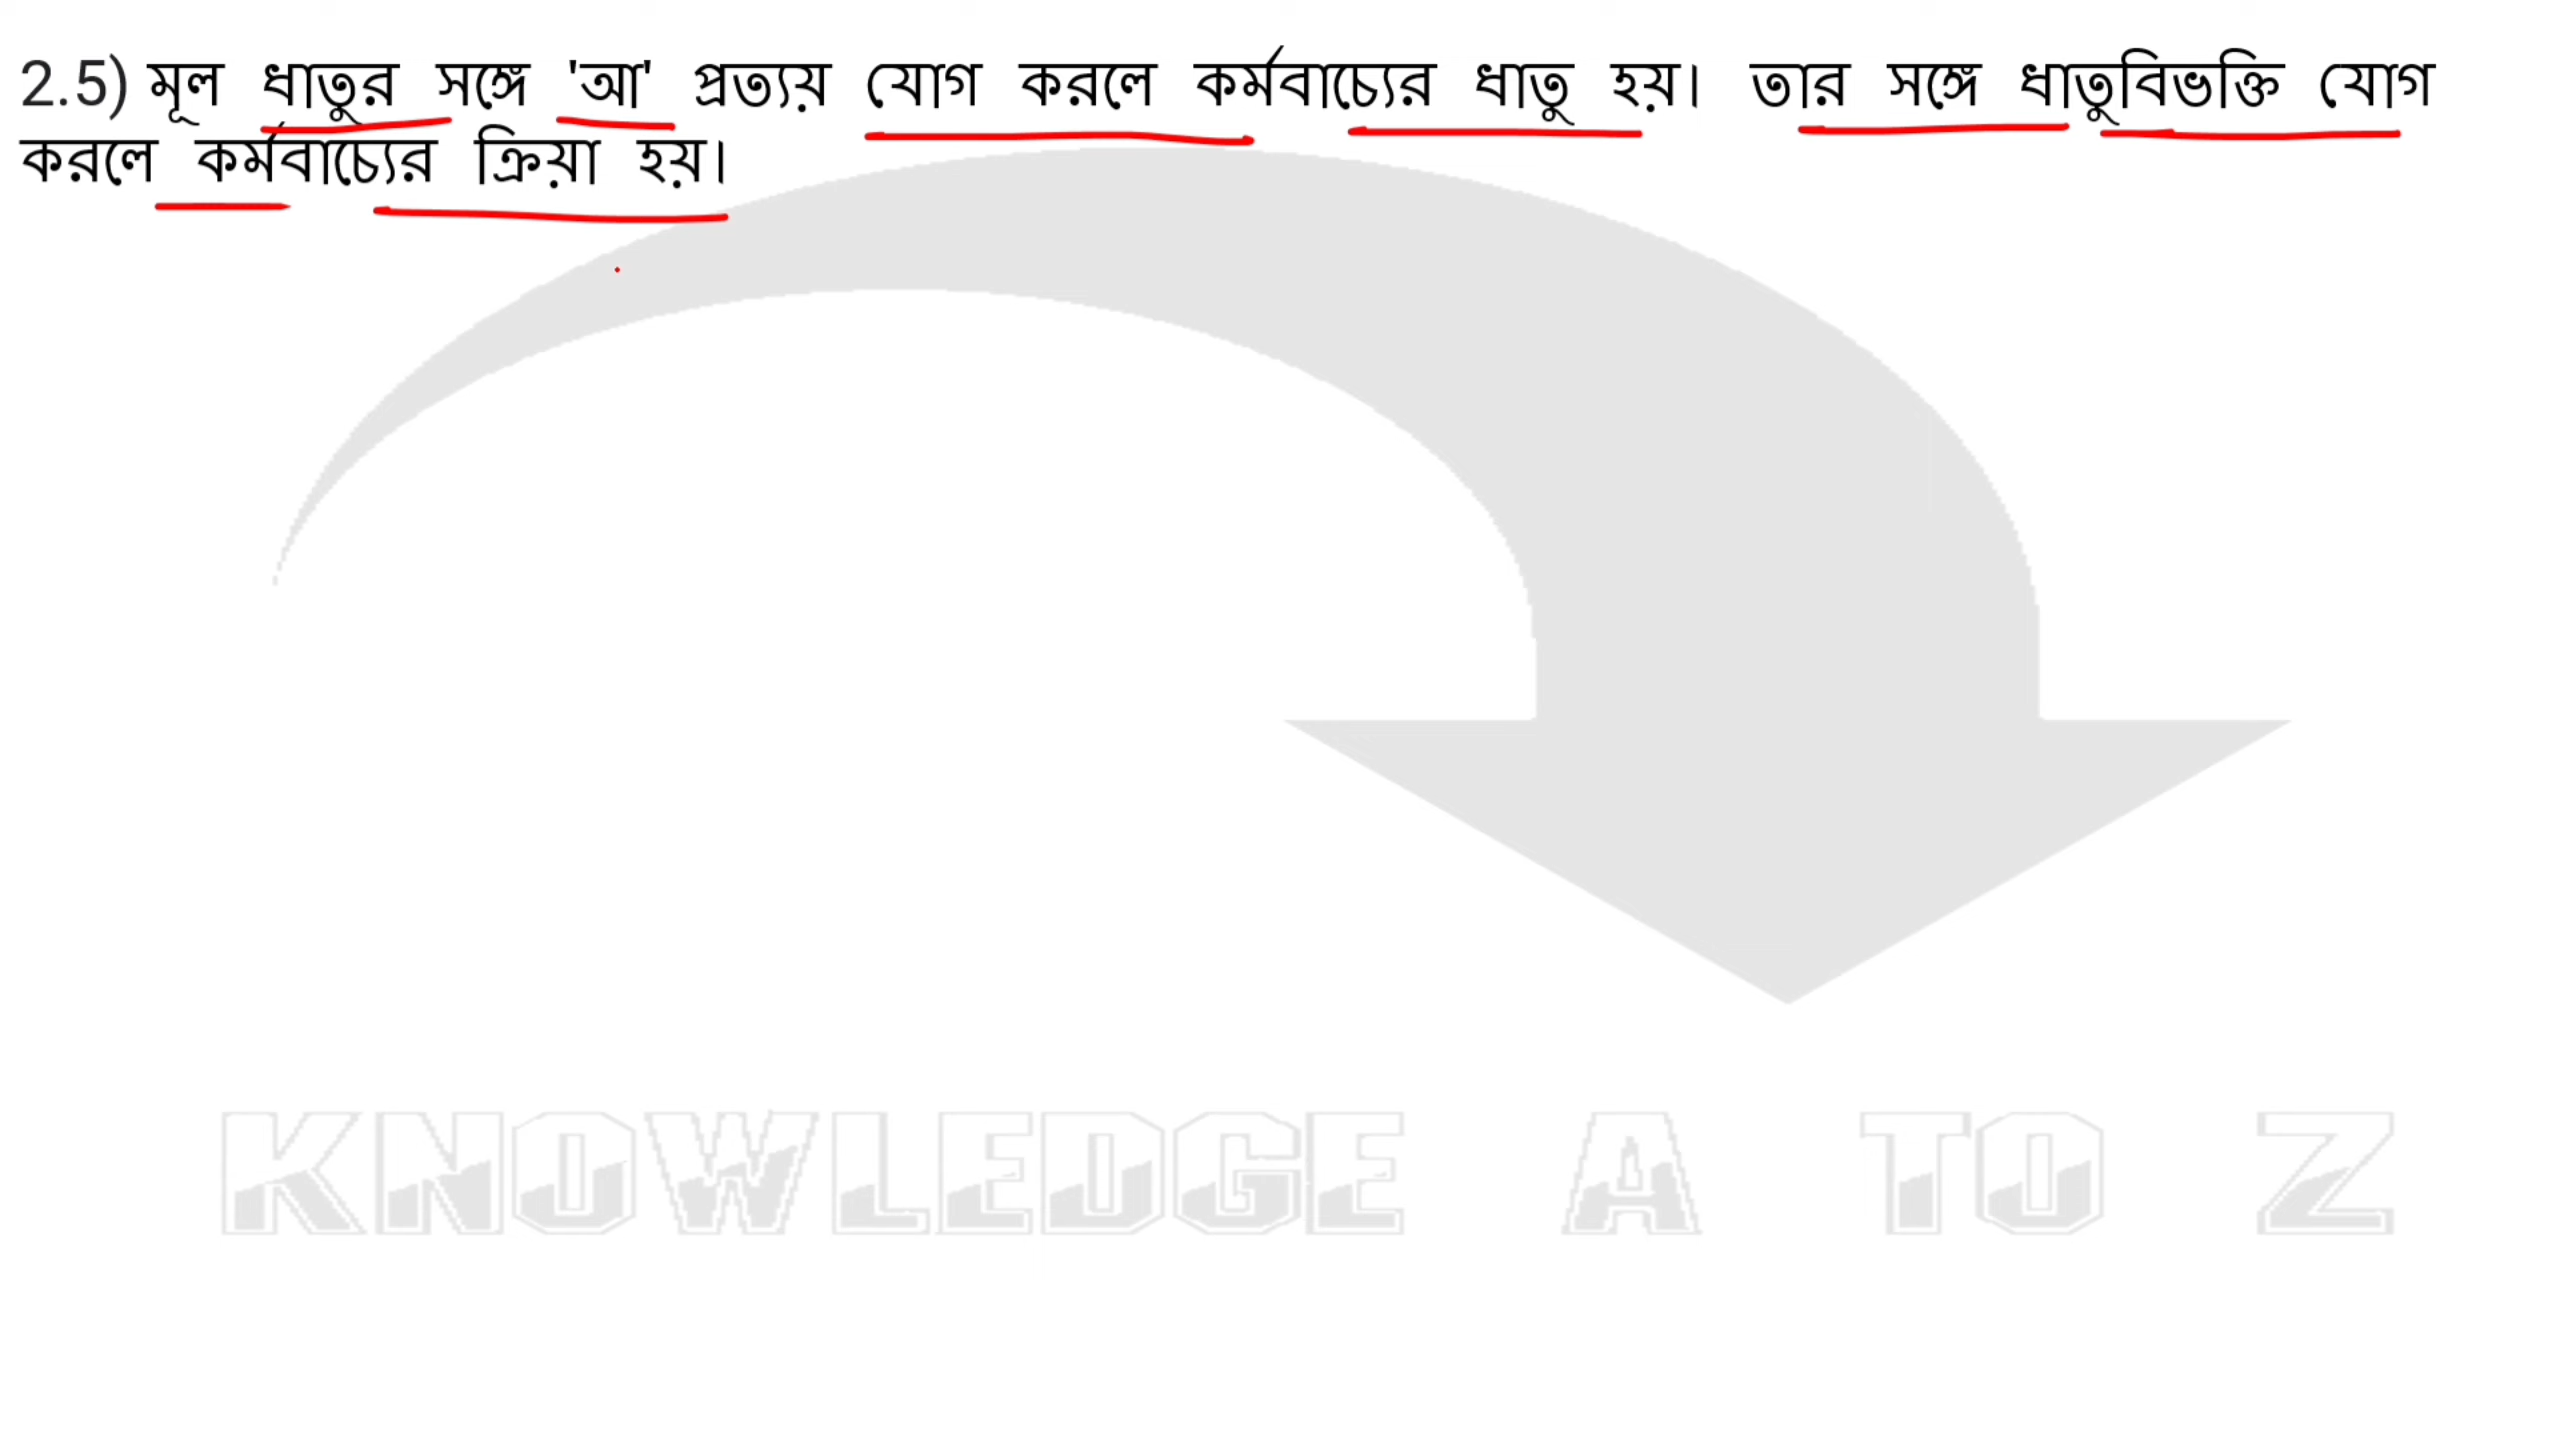 2.5) মূল ধাতুর সঙ্গে 'আ' প্রত্যয় যোগ করলে কর্মবাচ্যের ধাতু হয়। তার সঙ্গে ধাতুবিভক্তি যোগ
করলে কর্মবাচ্যের ক্রিয়া হয়।
KNOWLEDGE A TO Z